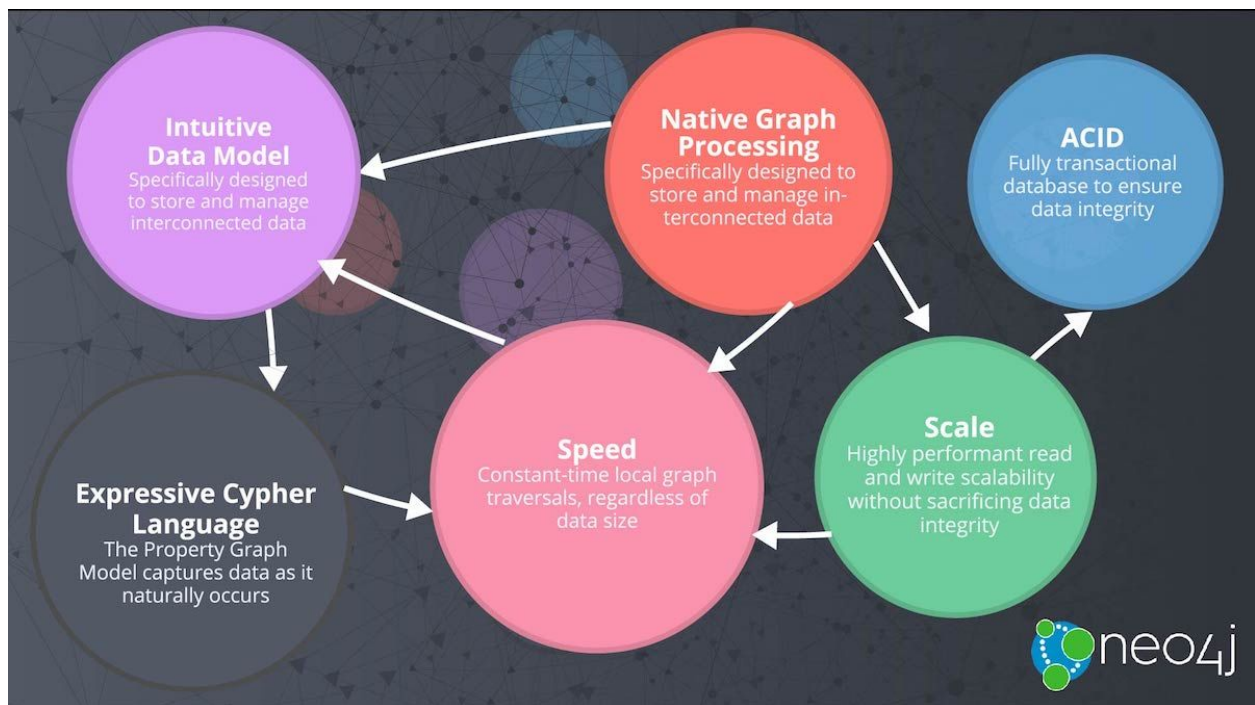 Intuitive
Data Model
Specifically designed
to store and manage
interconnected data
Native Graph
Processing
Specifically designed to
store and manage in-
terconnected data
ACID
Fully transactional
database to ensure
data integrity
Expressive Cypher
Language
The Property Graph
Model captures data as it
naturally occurs
Speed
Constant-time local graph
traversals, regardless of
data size
Scale
Highly performant read
and write scalability
without sacrificing data
integrity
neo4j